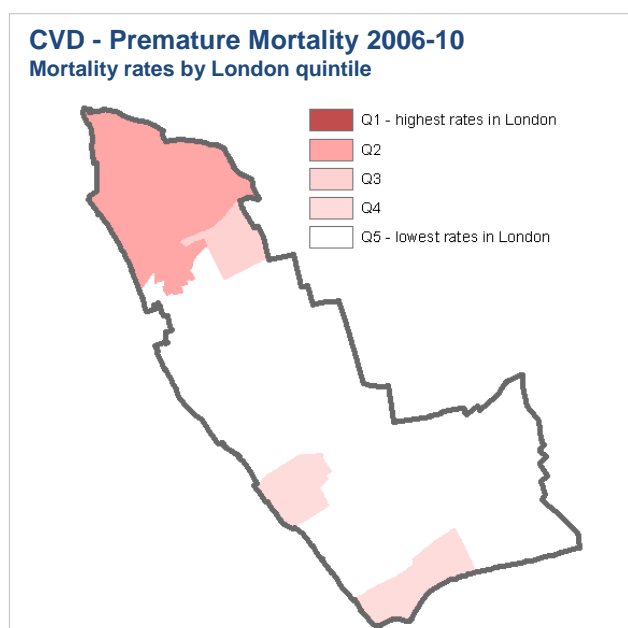 CVD - Premature Mortality 2006-10
Mortality rates by London quintile
Q1 - highest rates in London
Q2
Q3
Q4
Q5 - lowest rates in London